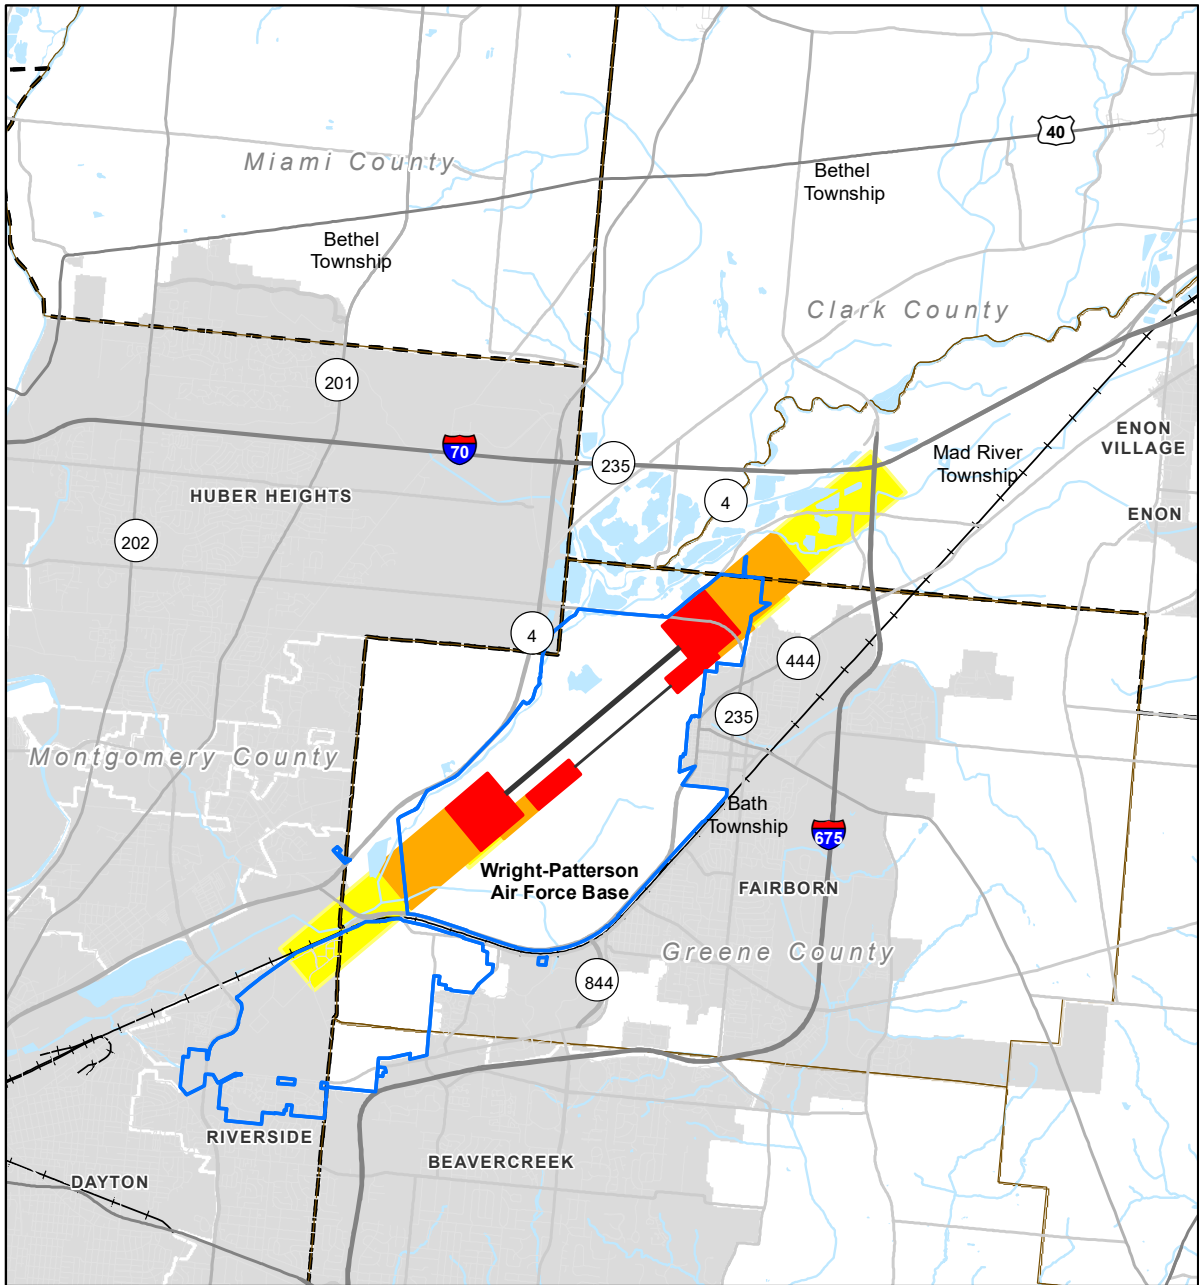 40
Miami County
Bethel
Township
Bethel
Township
Clark County
201
70
235
Mad River
Township
ENON
VILLAGE
HUBER HEIGHTS
4
ENON
202
4
444
235
Montgomery County
Bath
Township
675
Wright-Patterson
Air Force Base
FAIRBORN
Greene County
844
RIVERSIDE
BEAVERCREEK
DAYTON